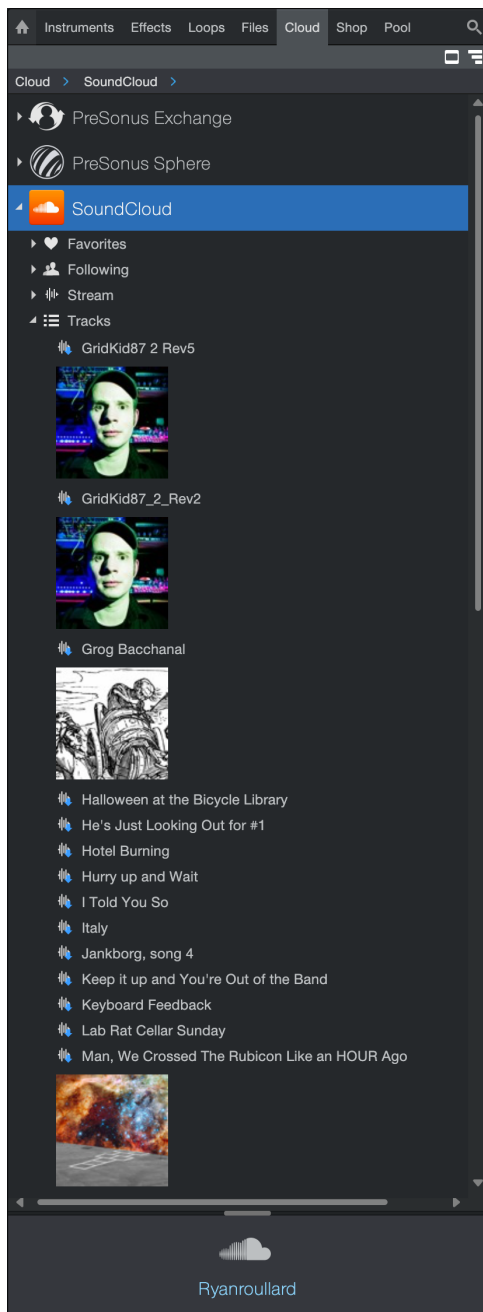 Instruments Effects Loops Files Cloud Shop Pool
Cloud > SoundCloud >
PreSonus Exchange
PreSonus Sphere
SoundCloud
Favorites
Following
Stream
Tracks
GridKid87 2 Rev5
GridKid87_2_Rev2
Grog Bacchanal
Halloween at the Bicycle Library
He's Just Looking Out for #1
Hotel Burning
Hurry up and Wait
I Told You So
Italy
Jankborg, song 4
Keep it up and You're Out of the Band
Keyboard Feedback
Lab Rat Cellar Sunday
Man, We Crossed The Rubicon Like an HOUR Ago
Ryanroullard